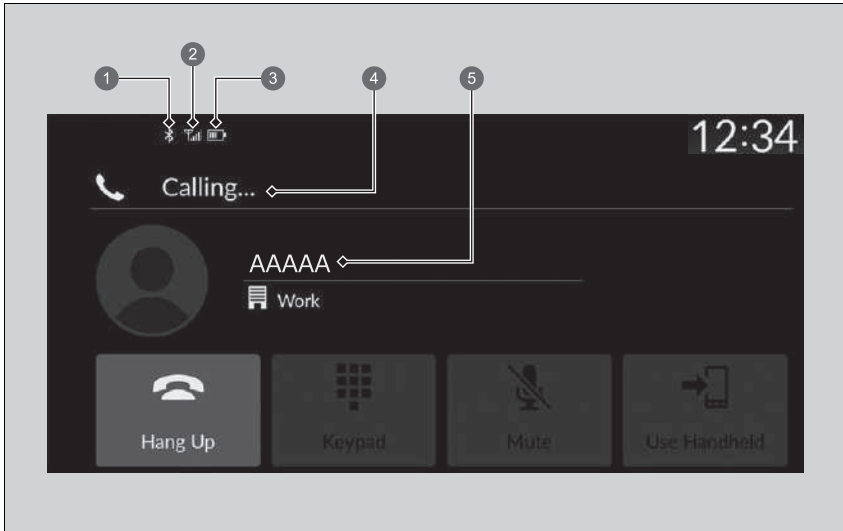 1 2 3 4 5
12:34
Calling...
AAAAA
Work
Hang Up Keypad Mute Use Handheld